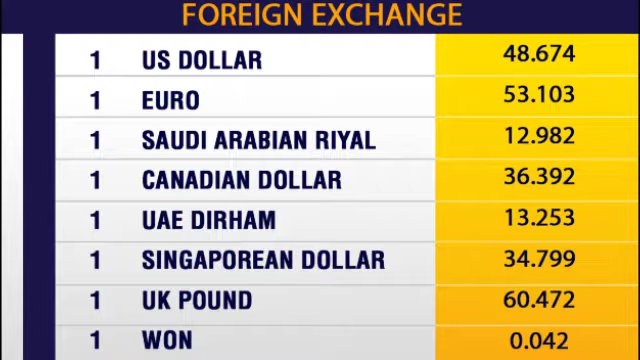 FOREIGN EXCHANGE
1 US DOLLAR 48.674
1 EURO 53.103
1 SAUDI ARABIAN RIYAL 12.982
1 CANADIAN DOLLAR 36.392
1 UAE DIRHAM 13.253
1 SINGAPOREAN DOLLAR 34.799
1 UK POUND 60.472
1 WON 0.042